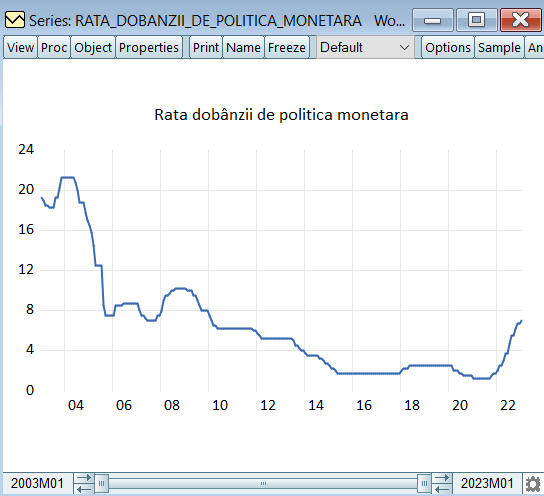 Series: RATA_DOBANZII_DE_POLITICA_MONETARA Wo...
View Proc Object Properties Print Name Freeze Default Options Sample An
Rata dobânzii de politica monetara
24
20
16
12
8
4
0
04 06 08 10 12 14 16 18 20 22
2003M01 2023M01